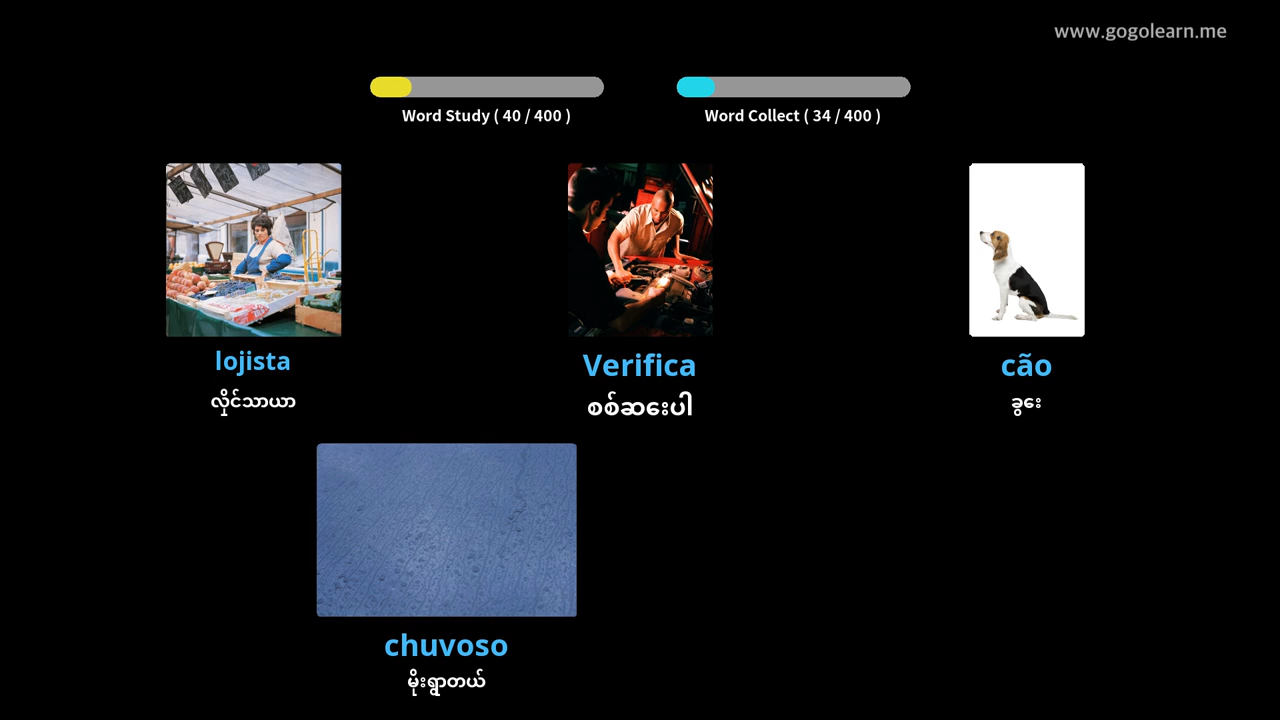 www.gogolearn.me
Word Study ( 40 / 400 )
Word Collect ( 34 / 400 )
lojista
လှိုင်သာယာ
Verifica
စစ်ဆေးပါ
cão
ခွေး
chuvoso
မိုးရွာတယ်